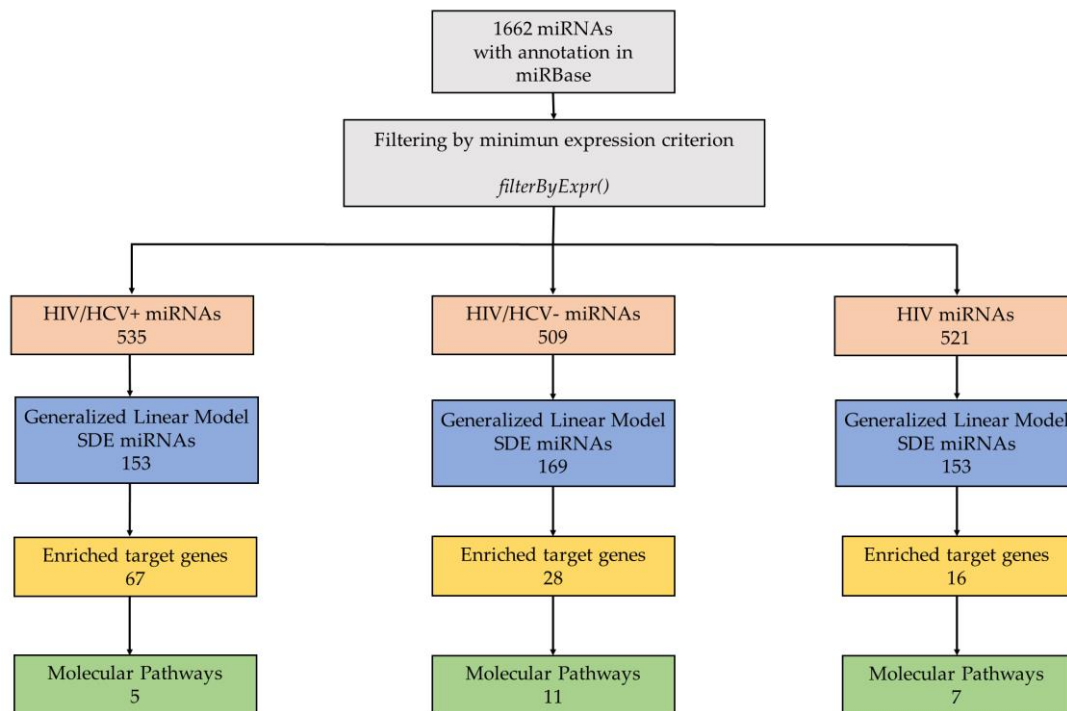 1662 miRNAs
with annotation in
miRBase
Filtering by minimun expression criterion
filterByExpr()
HIV/HCV+ miRNAs
535
HIV/HCV- miRNAs
509
HIV miRNAs
521
Generalized Linear Model
SDE miRNAs
153
Generalized Linear Model
SDE miRNAs
169
Generalized Linear Model
SDE miRNAs
153
Enriched target genes
67
Enriched target genes
28
Enriched target genes
16
Molecular Pathways
5
Molecular Pathways
11
Molecular Pathways
7